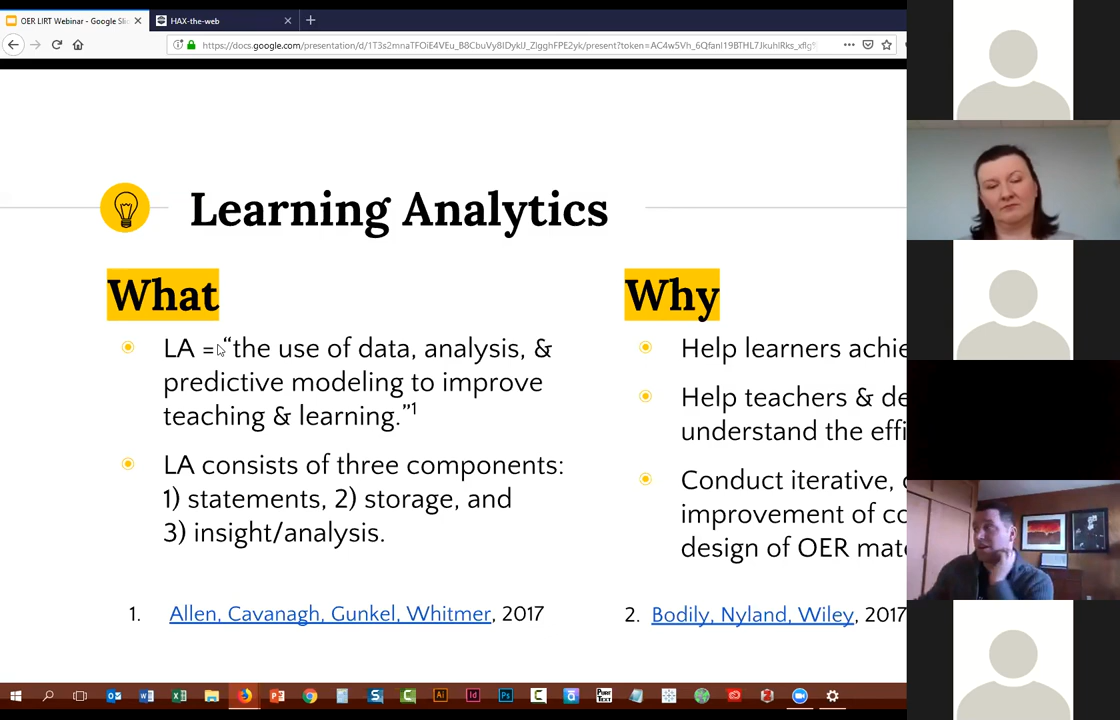 OER LIRT Webinar - Google Sli
HAX-the-web
Learning Analytics
What
LA = “the use of data, analysis, &
predictive modeling to improve
teaching & learning.”1
LA consists of three components:
1) statements, 2) storage, and
3) insight/analysis.
1. Allen, Cavanagh, Gunkel, Whitmer, 2017
Why
Help learners achie
Help teachers & de
understand the effi
Conduct iterative,
improvement of co
design of OER mate
2. Bodily, Nyland, Wiley, 2017